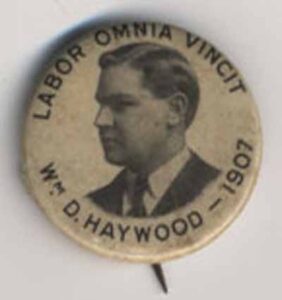 LABOR OMNIA VINCIT
WM D. HAYWOOD – 1907